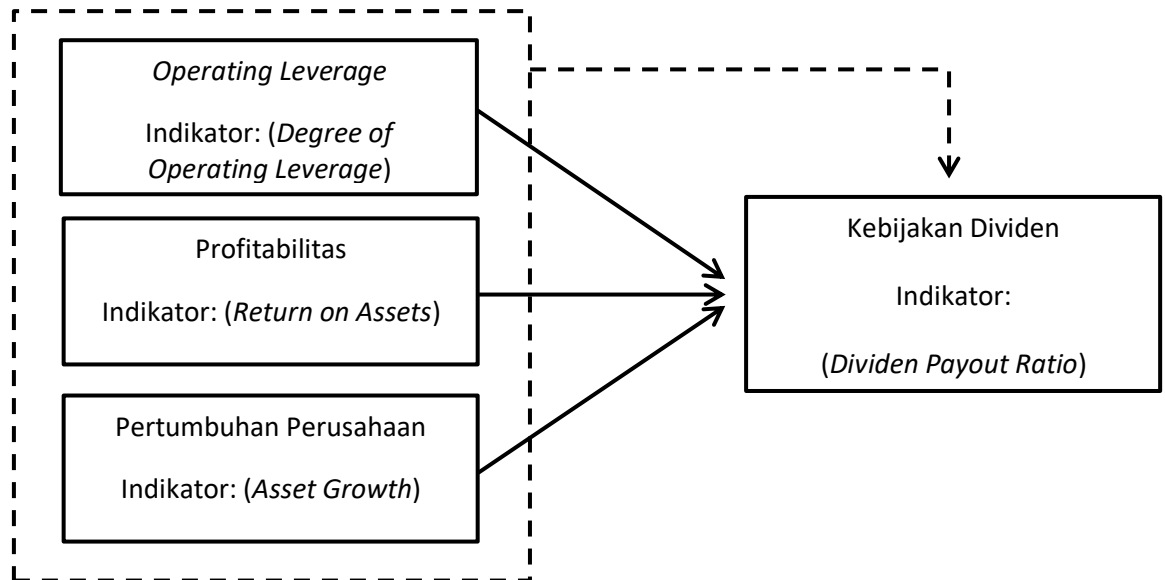 Operating Leverage
Indikator: (Degree of
Operating Leverage)
Profitabilitas
Indikator: (Return on Assets)
Pertumbuhan Perusahaan
Indikator: (Asset Growth)
Kebijakan Dividen
Indikator:
(Dividen Payout Ratio)